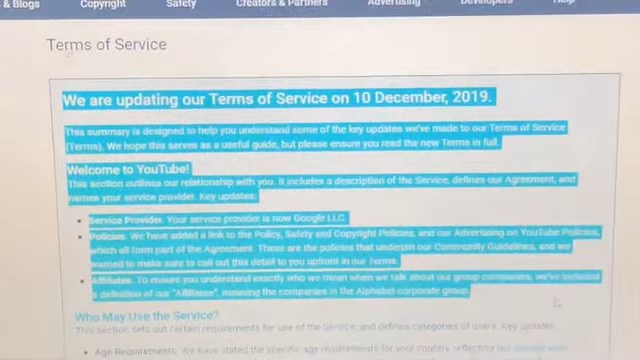 & Blogs Copyright Safety Creators & Partners Advertising Developers Help
Terms of Service
We are updating our Terms of Service on 10 December, 2019.
This summary is designed to help you understand some of the key updates we've made to our Terms of Service
(Terms). We hope this serves as a useful guide, but please ensure you read the new Terms in full.
Welcome to YouTube!
This section outlines our relationship with you. It includes a description of the Service, defines our Agreement, and
names your service provider. Key updates:
Service Provider. Your service provider is now Google LLC.
Policies. We have added a link to the Policy, Safety and Copyright Policies, and our Advertising on YouTube Policies,
which all form part of the Agreement. These are the policies that underpin our Community Guidelines, and we
wanted to make sure to call out this detail to you upfront in our Terms.
Affiliates. To ensure you understand exactly who we mean when we talk about our group companies, we've included
a definition of our "Affiliates", meaning the companies in the Alphabet corporate group.
Who May Use the Service?
This section sets out certain requirements for use of the Service, and defines categories of users. Key updates:
Age Requirements. We have stated the specific age requirements for your country, reflecting our